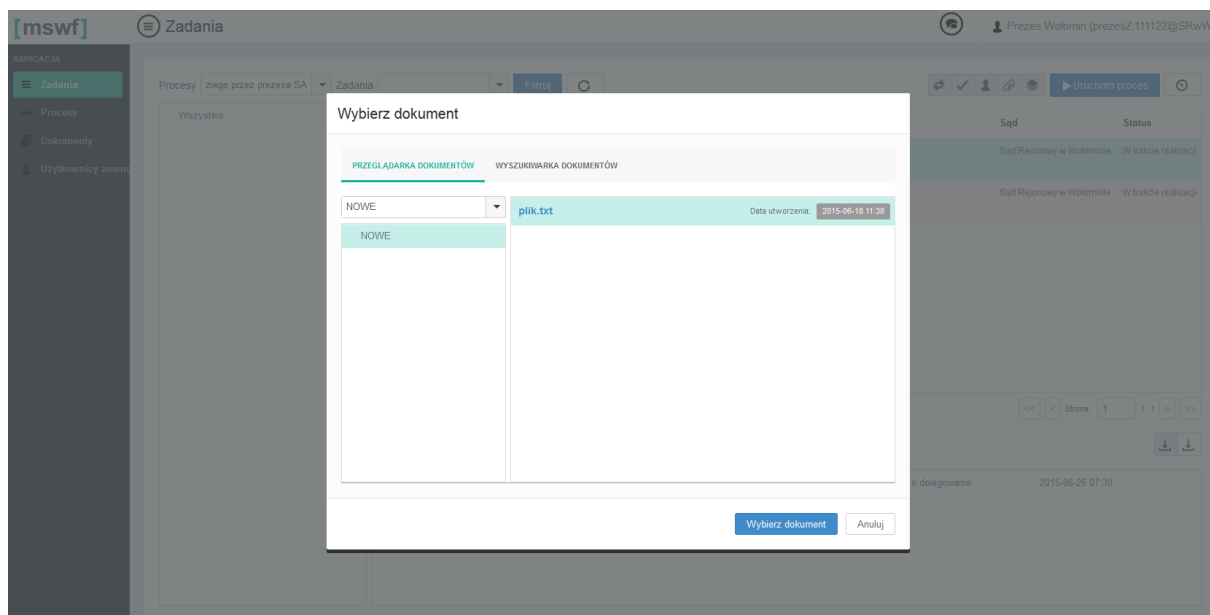 [mswf]
Zadania
Prezes Wołomin (prezesZ:111122@SRwW
NAWIGACJA
Zadania
Procesy
Dokumenty
Użytkownicy zewnę
Procesy ziego przez prezesa SA Zadania Filtruj
Uruchom proces
Wszystkie
Sąd Status
Sąd Rejonowy w Wołominie W trakcie realizacji
Sąd Rejonowy w Wołominie W trakcie realizacji
Wybierz dokument
PRZEGLĄDARKA DOKUMENTÓW WYSZUKIWARKA DOKUMENTÓW
NOWE
NOWE
plik.txt Data utworzenia: 2015-06-18 11:38
<< < Strona: 1 / 1 > >>
o delegowanie 2015-06-26 07:30
Wybierz dokument Anuluj